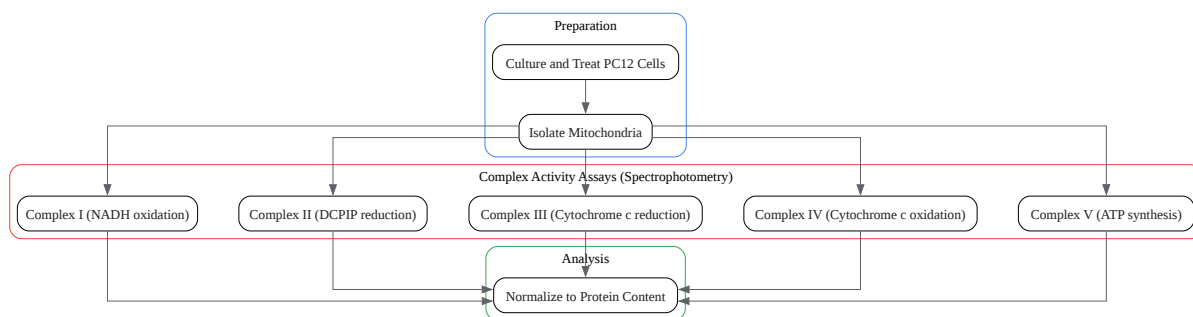 Preparation
Culture and Treat PC12 Cells
Isolate Mitochondria
Complex Activity Assays (Spectrophotometry)
Complex I (NADH oxidation)
Complex II (DCPIP reduction)
Complex III (Cytochrome c reduction)
Complex IV (Cytochrome c oxidation)
Complex V (ATP synthesis)
Analysis
Normalize to Protein Content